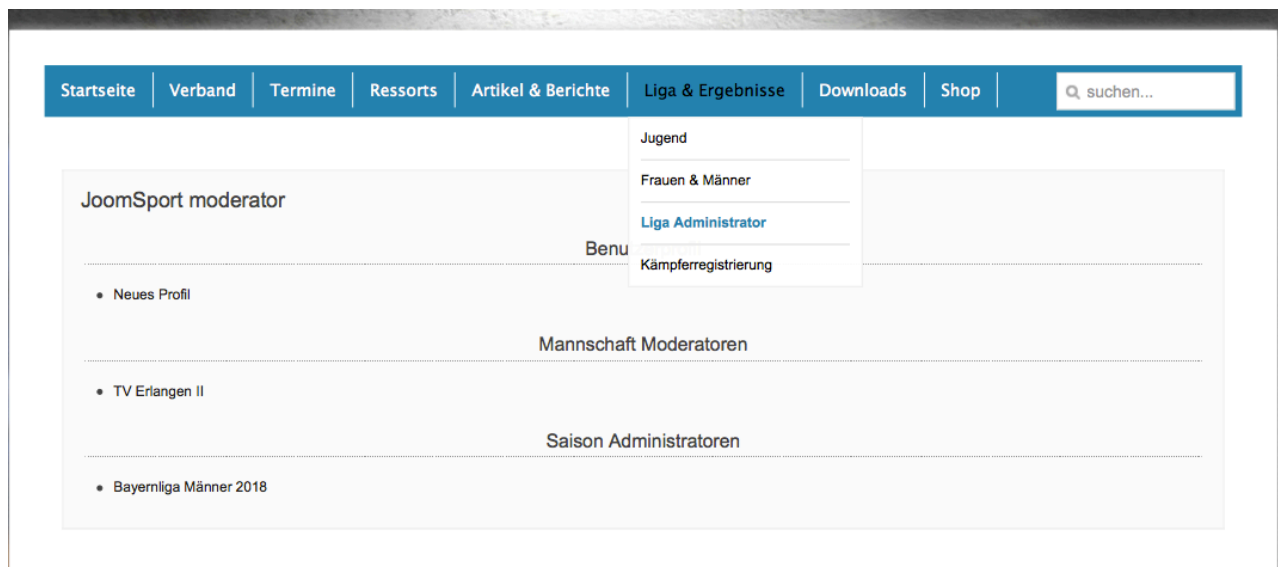 Startseite Verband Termine Ressorts Artikel & Berichte Liga & Ergebnisse Downloads Shop suchen...
Jugend
Frauen & Männer
Liga Administrator
Kämpferregistrierung
JoomSport moderator
• Neues Profil
Mannschaft Moderatoren
• TV Erlangen II
Saison Administratoren
• Bayernliga Männer 2018